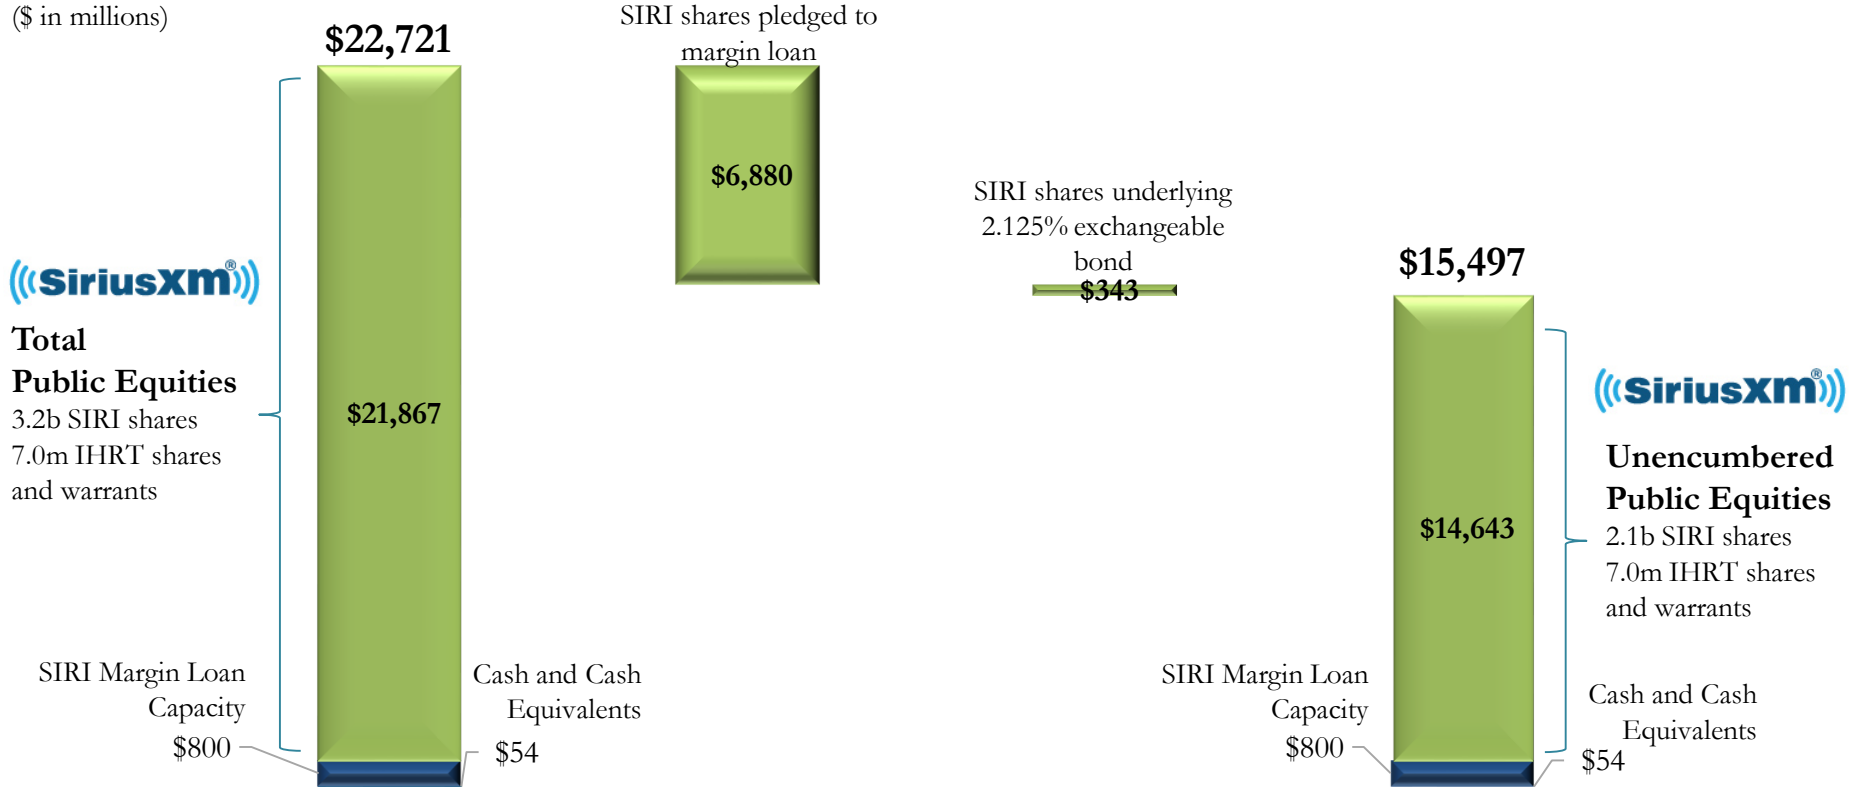 ($ in millions)
$22,721
SIRI shares pledged to
margin loan
$6,880
SIRI shares underlying
2.125% exchangeable
bond
$343
$15,497
((SiriusXM®))
Total
Public Equities
3.2b SIRI shares
7.0m IHRT shares
and warrants
$21,867
((SiriusXM®))
Unencumbered
Public Equities
2.1b SIRI shares
7.0m IHRT shares
and warrants
$14,643
SIRI Margin Loan
Capacity
$800
Cash and Cash
Equivalents
$54
SIRI Margin Loan
Capacity
$800
Cash and Cash
Equivalents
$54